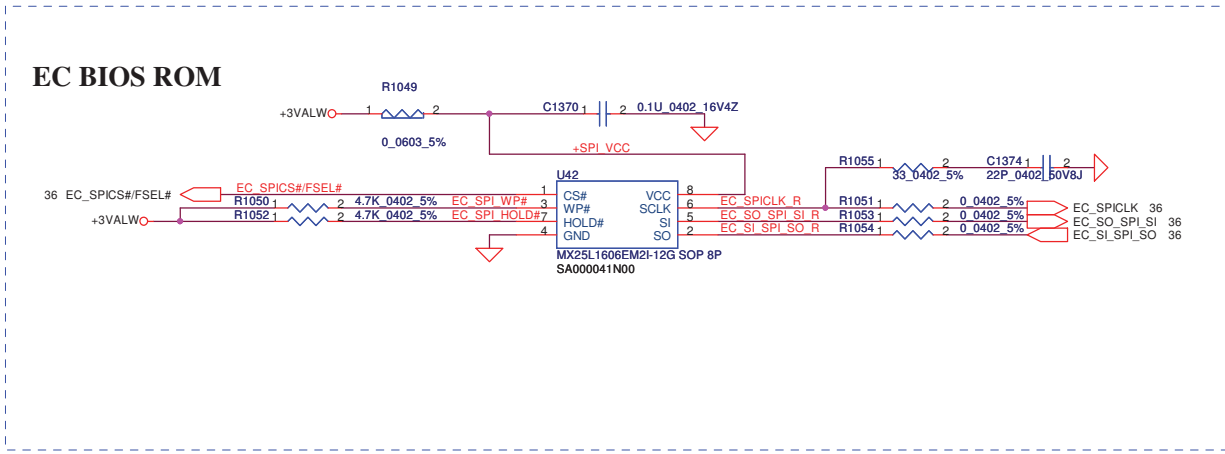 EC BIOS ROM
R1049
+3VALW 1 2 C1370 1 2 0.1U_0402_16V4Z
0_0603_5%
+SPI_VCC
R1055 1 2 C1374 1 2
33_0402_5% 22P_0402_50V8J
U42
36 EC_SPICS#/FSEL# EC_SPICS#/FSEL# 1 CS# VCC 8
R1050 1 2 4.7K_0402_5% EC_SPI_WP# 3 WP# SCLK 6 EC_SPICLK_R R1051 1 2 0_0402_5% EC_SPICLK 36
+3VALW R1052 1 2 4.7K_0402_5% EC_SPI_HOLD# 7 HOLD# SI 5 EC_SO_SPI_SI_R R1053 1 2 0_0402_5% EC_SO_SPI_SI 36
4 GND SO 2 EC_SI_SPI_SO_R R1054 1 2 0_0402_5% EC_SI_SPI_SO 36
MX25L1606EM2I-12G SOP 8P
SA000041N00